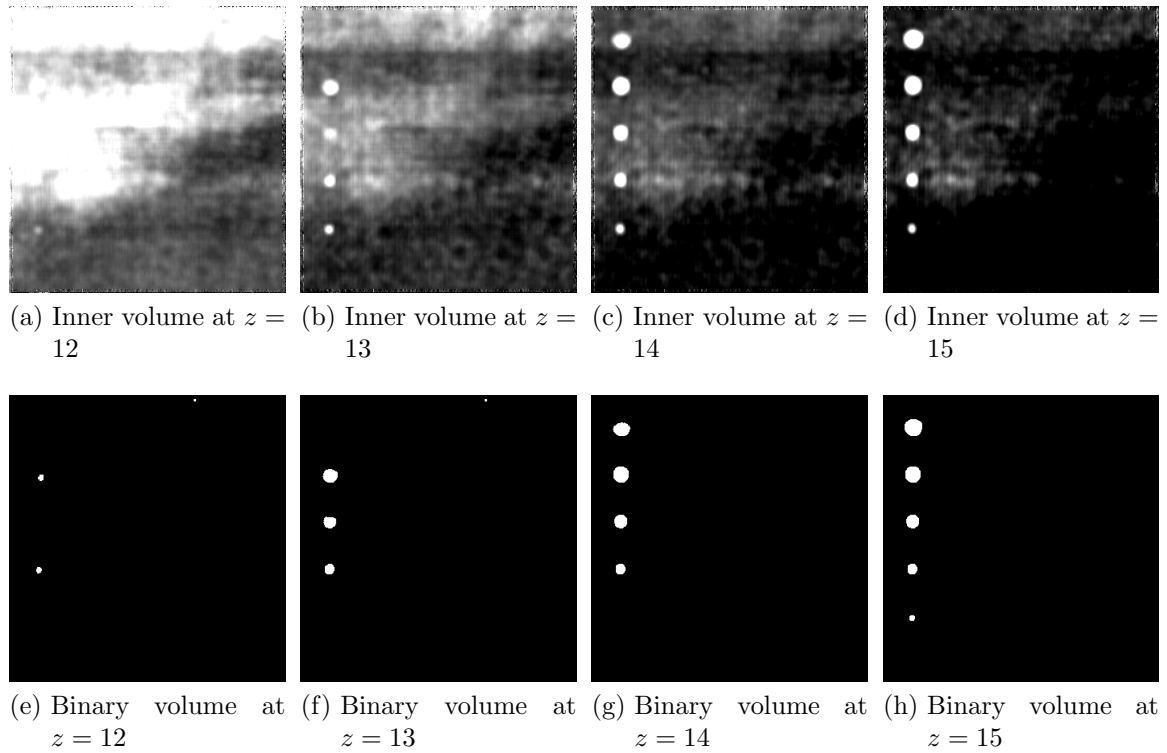 (a) Inner volume at z =
12
(b) Inner volume at z =
13
(c) Inner volume at z =
14
(d) Inner volume at z =
15
(e) Binary volume at
z = 12
(f) Binary volume at
z = 13
(g) Binary volume at
z = 14
(h) Binary volume at
z = 15